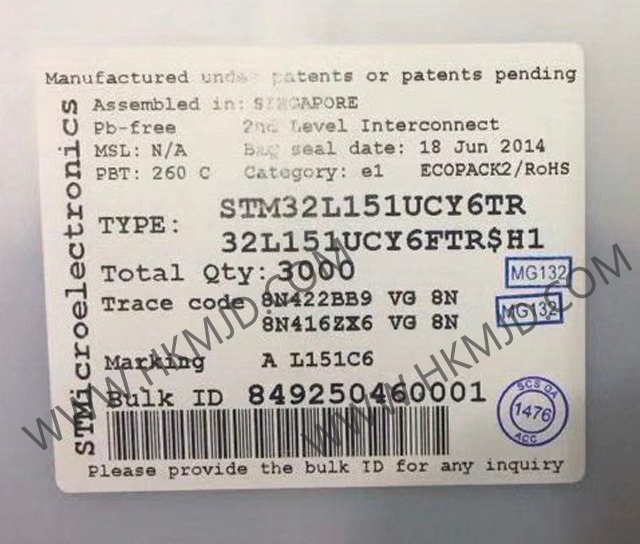 Manufactured under patents or patents pending
STMicroelectronics
Assembled in: SINGAPORE
Pb-free 2nd Level Interconnect
MSL: N/A Bag seal date: 18 Jun 2014
PBT: 260 C Category: e1 ECOPACK2/RoHS
TYPE: STM32L151UCY6TR
32L151UCY6FTR$H1
Total Qty: 3000
MG132
Trace code 8N422BB9 VG 8N
MG132
8N416ZX6 VG 8N
Marking A L151C6
Bulk ID 849250460001
SCS QA
1476
ACC
Please provide the bulk ID for any inquiry
WWW.HKMJD.COM
WWW.HKMJD.COM